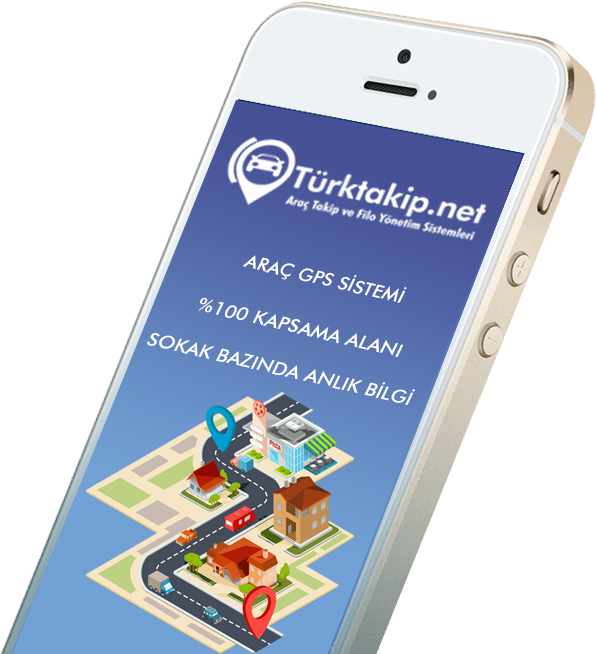 Türktakip.net
Araç Takip ve Filo Yönetim Sistemleri
ARAÇ GPS SİSTEMİ
%100 KAPSAMA ALANI
SOKAK BAZINDA ANLIK BİLGİ
PIZZA